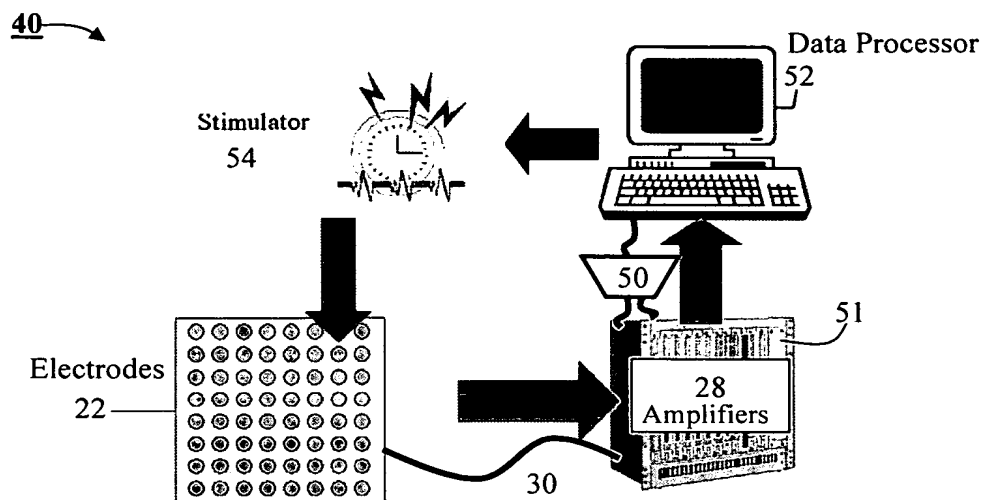 40
Data Processor
52
Stimulator
54
50
51
Electrodes
22
28
Amplifiers
30